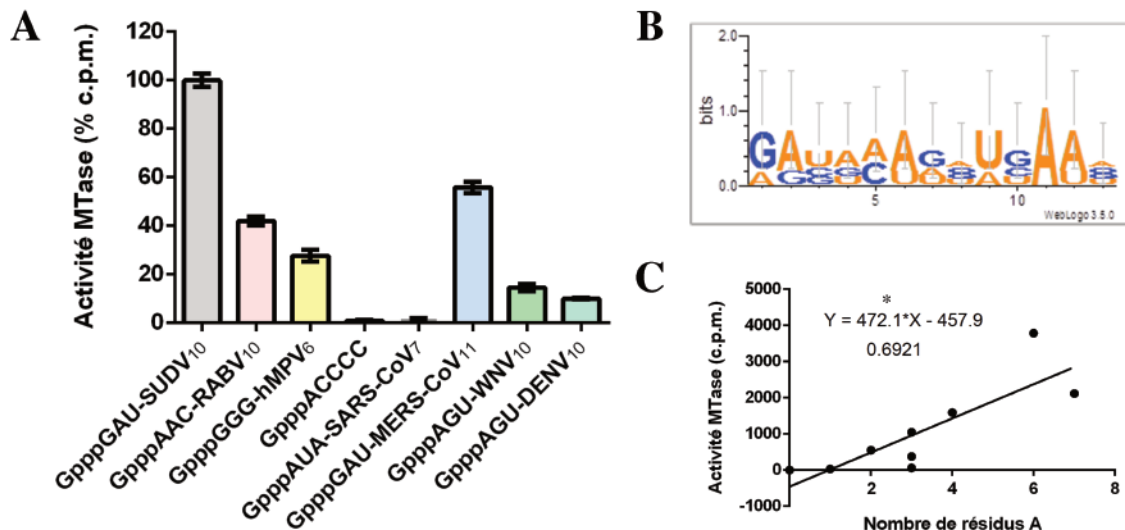 A
Activité MTase (% c.p.m.)
120
100
80
60
40
20
0
GpppGAU-SUDV10
GpppAAC-RABV10
GpppGGG-hMPV6
GpppACCCC
GpppAUA-SARS-CoV7
GpppGAU-MERS-CoV11
GpppAGU-WNV10
GpppAGU-DENV10
B
bits
2.0
1.0
0.0
5
10
WebLogo 3.5.0
C
Activité MTase (c.p.m.)
5000
4000
3000
2000
1000
0
-1000
*
Y = 472.1*X - 457.9
0.6921
2
4
6
8
Nombre de résidus A